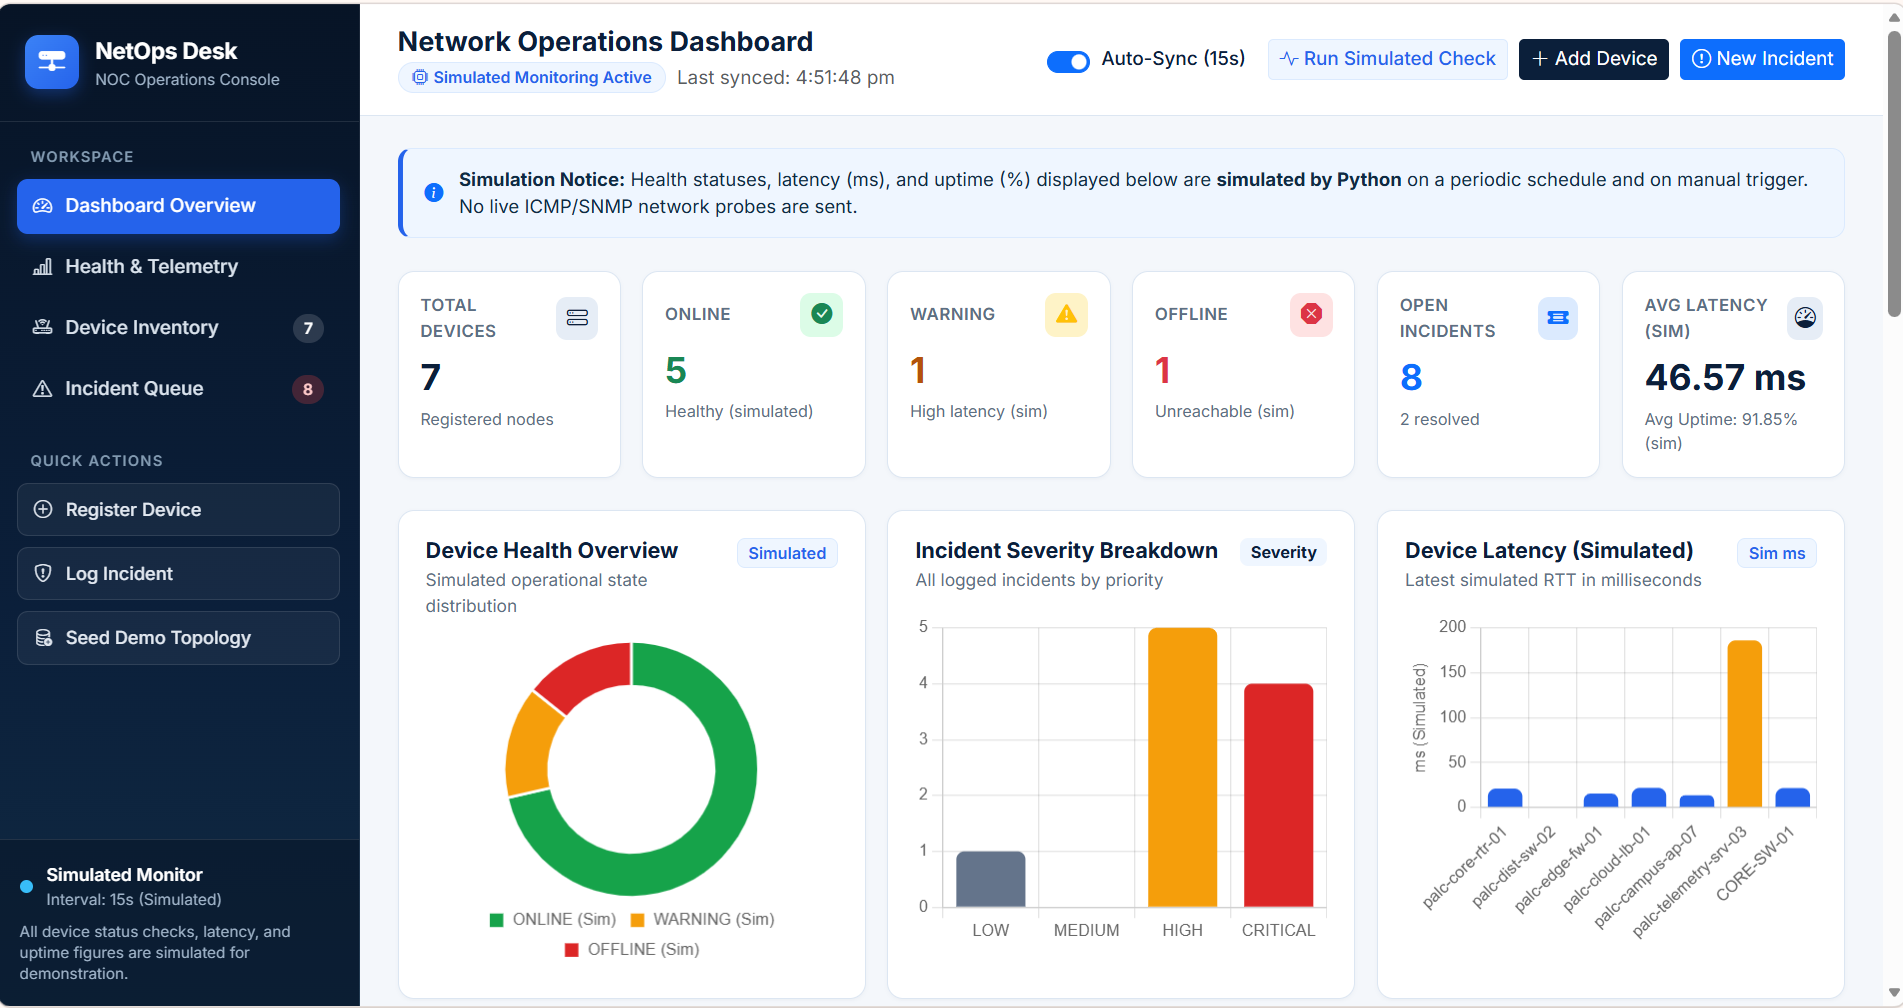 NetOps Desk
NOC Operations Console
WORKSPACE
Dashboard Overview
Health & Telemetry
Device Inventory 7
Incident Queue 8
QUICK ACTIONS
Register Device
Log Incident
Seed Demo Topology
Simulated Monitor
Interval: 15s (Simulated)
All device status checks, latency, and
uptime figures are simulated for
demonstration.
Network Operations Dashboard
Simulated Monitoring Active Last synced: 4:51:48 pm
Auto-Sync (15s)
Run Simulated Check
+ Add Device
New Incident
Simulation Notice: Health statuses, latency (ms), and uptime (%) displayed below are simulated by Python on a periodic schedule and on manual trigger.
No live ICMP/SNMP network probes are sent.
TOTAL
DEVICES
7
Registered nodes
ONLINE
5
Healthy (simulated)
WARNING
1
High latency (sim)
OFFLINE
1
Unreachable (sim)
OPEN
INCIDENTS
8
2 resolved
AVG LATENCY
(SIM)
46.57 ms
Avg Uptime: 91.85%
(sim)
Device Health Overview
Simulated
Simulated operational state
distribution
ONLINE (Sim) WARNING (Sim)
OFFLINE (Sim)
Incident Severity Breakdown
Severity
All logged incidents by priority
5
4
3
2
1
0
LOW MEDIUM HIGH CRITICAL
Device Latency (Simulated)
Sim ms
Latest simulated RTT in milliseconds
ms (Simulated)
200
150
100
50
0
palc-core-rtr-01
palc-dist-sw-02
palc-edge-fw-01
palc-cloud-lb-01
palc-campus-ap-07
palc-telemetry-srv-03
CORE-SW-01